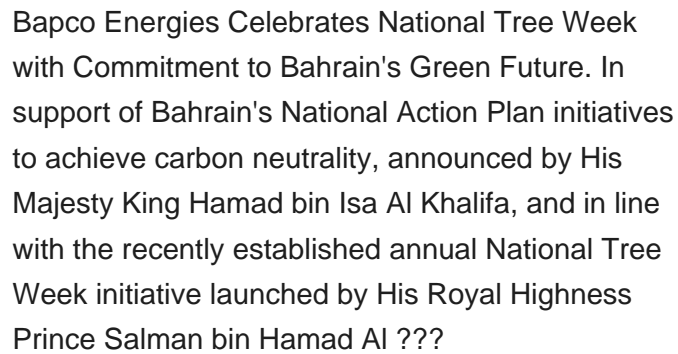 Bapco Energies Celebrates National Tree Week
with Commitment to Bahrain's Green Future. In
support of Bahrain's National Action Plan initiatives
to achieve carbon neutrality, announced by His
Majesty King Hamad bin Isa Al Khalifa, and in line
with the recently established annual National Tree
Week initiative launched by His Royal Highness
Prince Salman bin Hamad Al ???